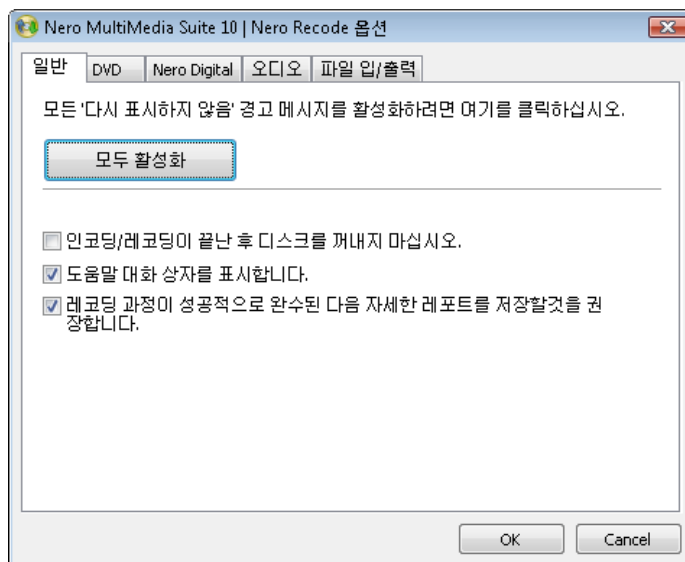 Nero MultiMedia Suite 10 | Nero Recode 옵션
일반 DVD Nero Digital 오디오 파일 입/출력
모든 '다시 표시하지 않음' 경고 메시지를 활성화하려면 여기를 클릭하십시오.
모두 활성화
인코딩/레코딩이 끝난 후 디스크를 꺼내지 마십시오.
도움말 대화 상자를 표시합니다.
레코딩 과정이 성공적으로 완수된 다음 자세한 레포트를 저장할것을 권
장합니다.
OK Cancel